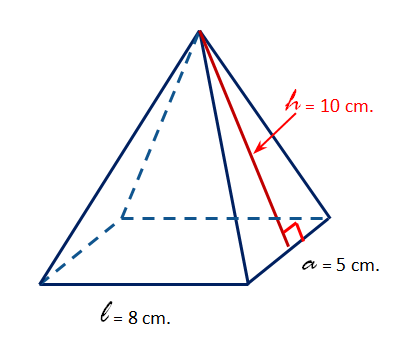 h = 10 cm.
a = 5 cm.
l = 8 cm.